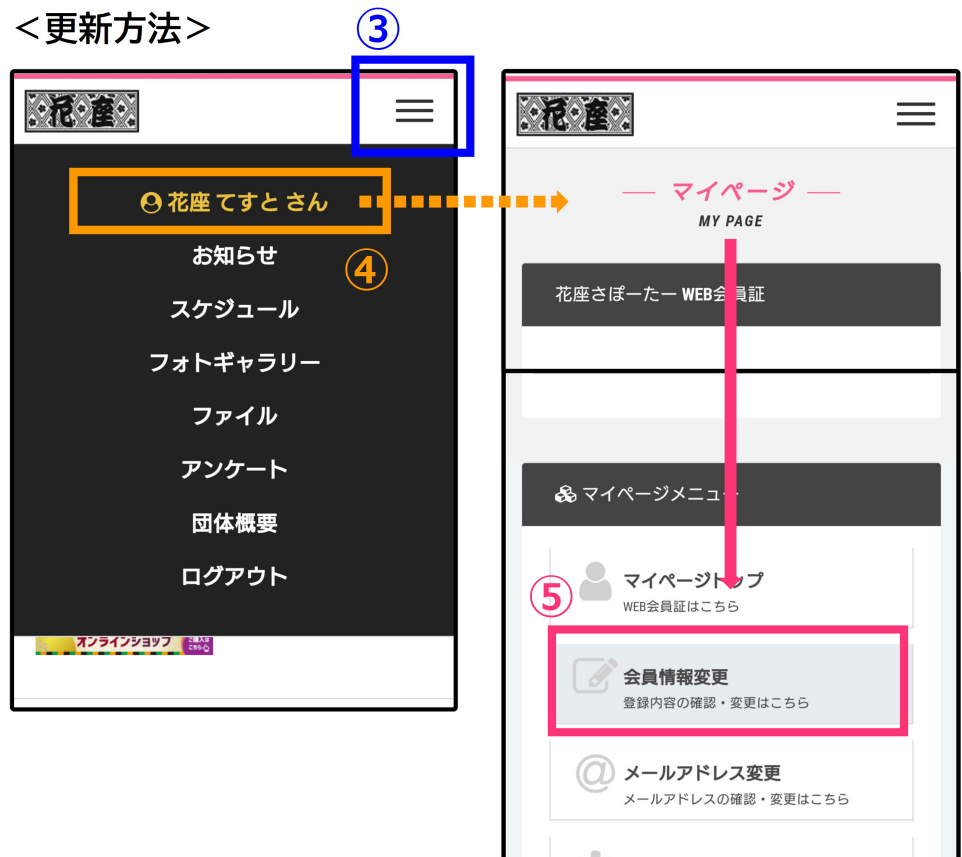 ＜更新方法＞
③
花座
花座 てすと さん
④
お知らせ
スケジュール
フォトギャラリー
ファイル
アンケート
団体概要
ログアウト
オンラインショップ
ご購入は
こちら
花座
マイページ
MY PAGE
花座さぽーたー WEB会員証
マイページメニュー
⑤
マイページトップ
WEB会員証はこちら
会員情報変更
登録内容の確認・変更はこちら
メールアドレス変更
メールアドレスの確認・変更はこちら